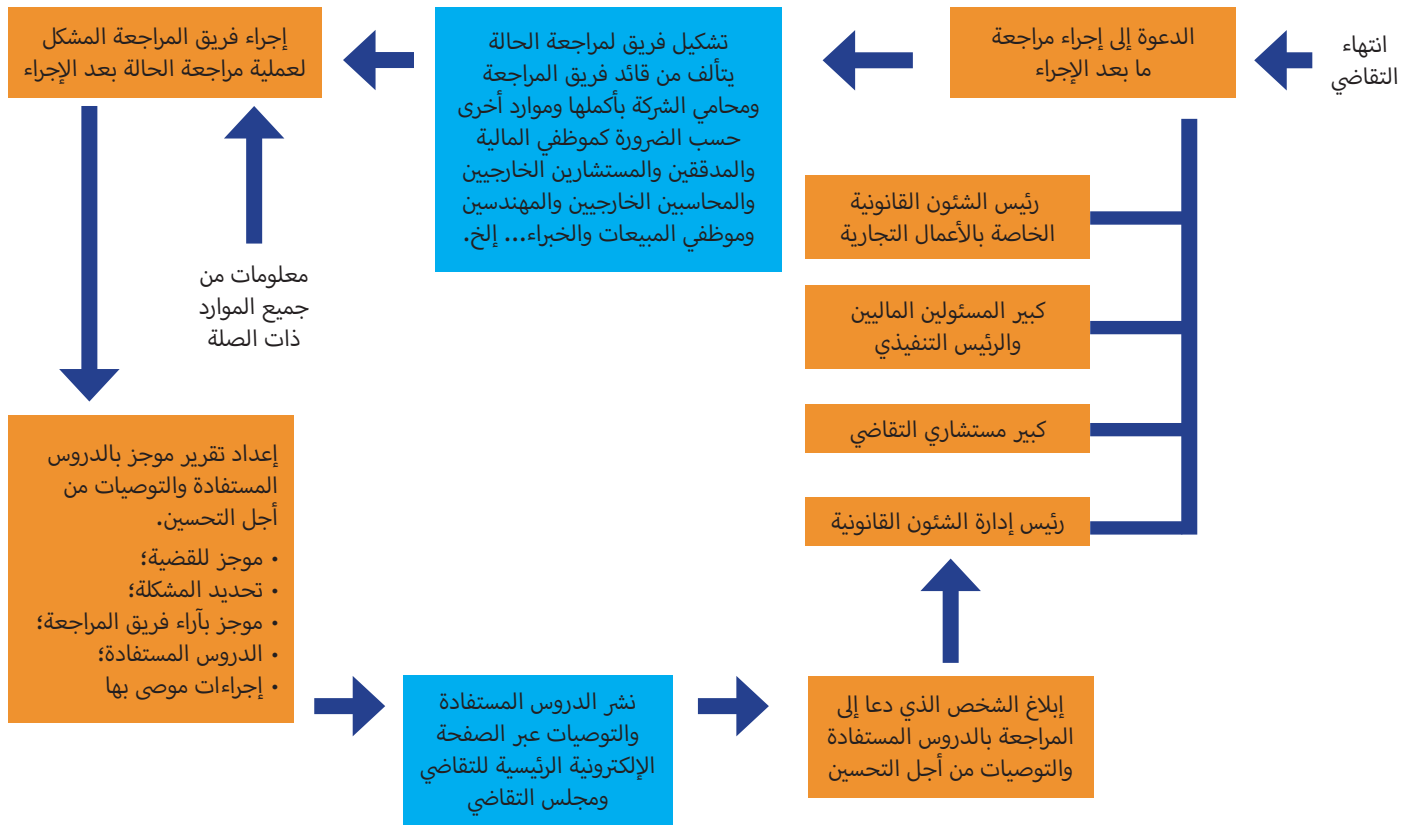 انتهاء
التقاضي
الدعوة إلى إجراء مراجعة
ما بعد الإجراء
رئيس الشئون القانونية
الخاصة بالأعمال التجارية
كبير المسئولين الماليين
والرئيس التنفيذي
كبير مستشاري التقاضي
رئيس إدارة الشئون القانونية
تشكيل فريق لمراجعة الحالة
يتألف من قائد فريق المراجعة
ومحامي الشركة بأكملها وموارد أخرى
حسب الضرورة كموظفي المالية
والمدققين والمستشارين الخارجيين
والمحاسبين الخارجيين والمهندسين
وموظفي المبيعات والخبراء... إلخ.
إجراء فريق المراجعة المشكل
لعملية مراجعة الحالة بعد الإجراء
معلومات من
جميع الموارد
ذات الصلة
إعداد تقرير موجز بالدروس
المستفادة والتوصيات من
أجل التحسين.
• موجز للقضية؛
• تحديد المشكلة؛
• موجز بآراء فريق المراجعة؛
• الدروس المستفادة؛
• إجراءات موصى بها
نشر الدروس المستفادة
والتوصيات عبر الصفحة
الإلكترونية الرئيسية للتقاضي
ومجلس التقاضي
إبلاغ الشخص الذي دعا إلى
المراجعة بالدروس المستفادة
والتوصيات من أجل التحسين